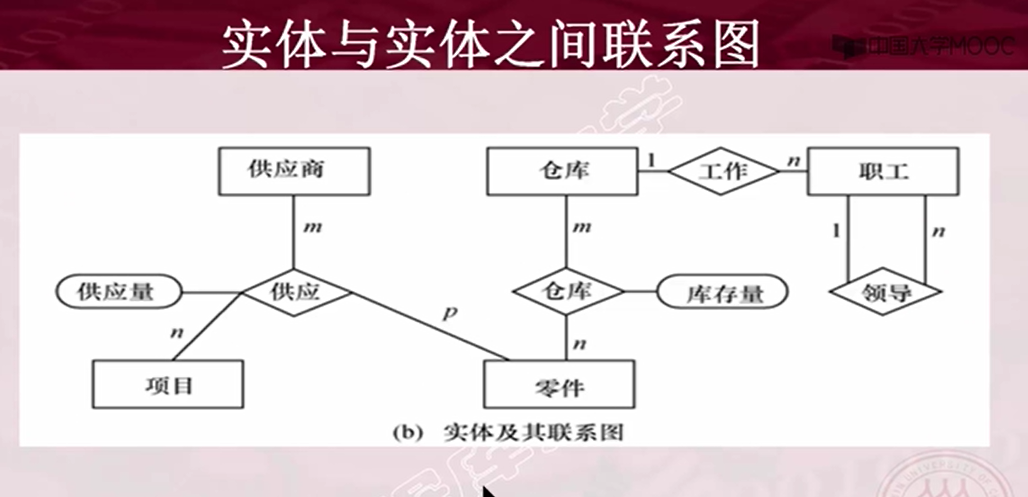 实体与实体之间联系图
中国大学MOOC
供应商
仓库
1
工作
n
职工
m
m
1
n
供应量
供应
仓库
库存量
领导
n
p
n
项目
零件
(b) 实体及其联系图